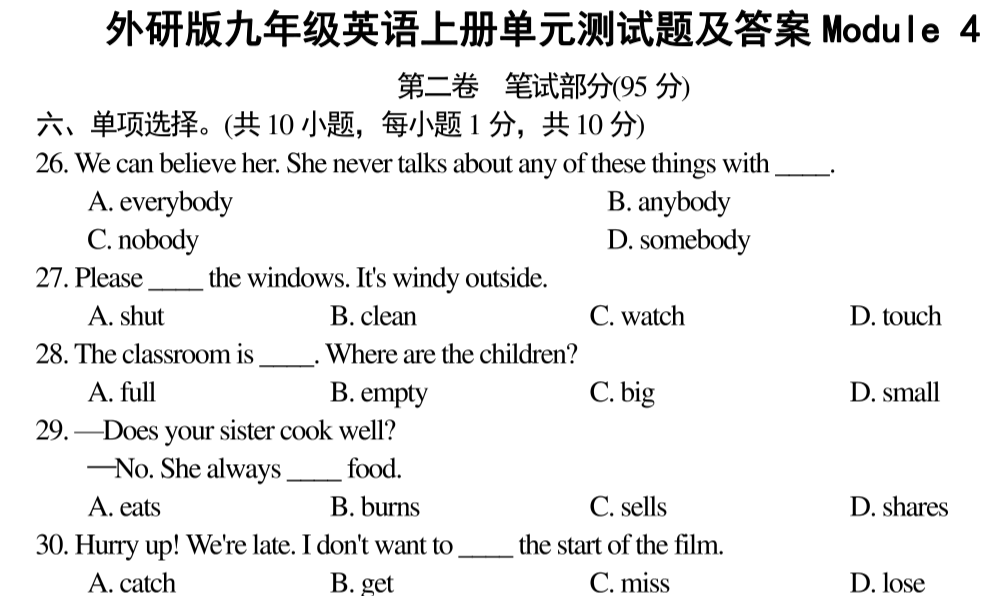 外研版九年级英语上册单元测试题及答案 Module 4
第二卷 笔试部分(95 分)
六、单项选择。(共 10 小题，每小题 1 分，共 10 分)
26. We can believe her. She never talks about any of these things with ____.
A. everybody B. anybody
C. nobody D. somebody
27. Please ____ the windows. It's windy outside.
A. shut B. clean C. watch D. touch
28. The classroom is ____. Where are the children?
A. full B. empty C. big D. small
29. —Does your sister cook well?
—No. She always ____ food.
A. eats B. burns C. sells D. shares
30. Hurry up! We're late. I don't want to ____ the start of the film.
A. catch B. get C. miss D. lose